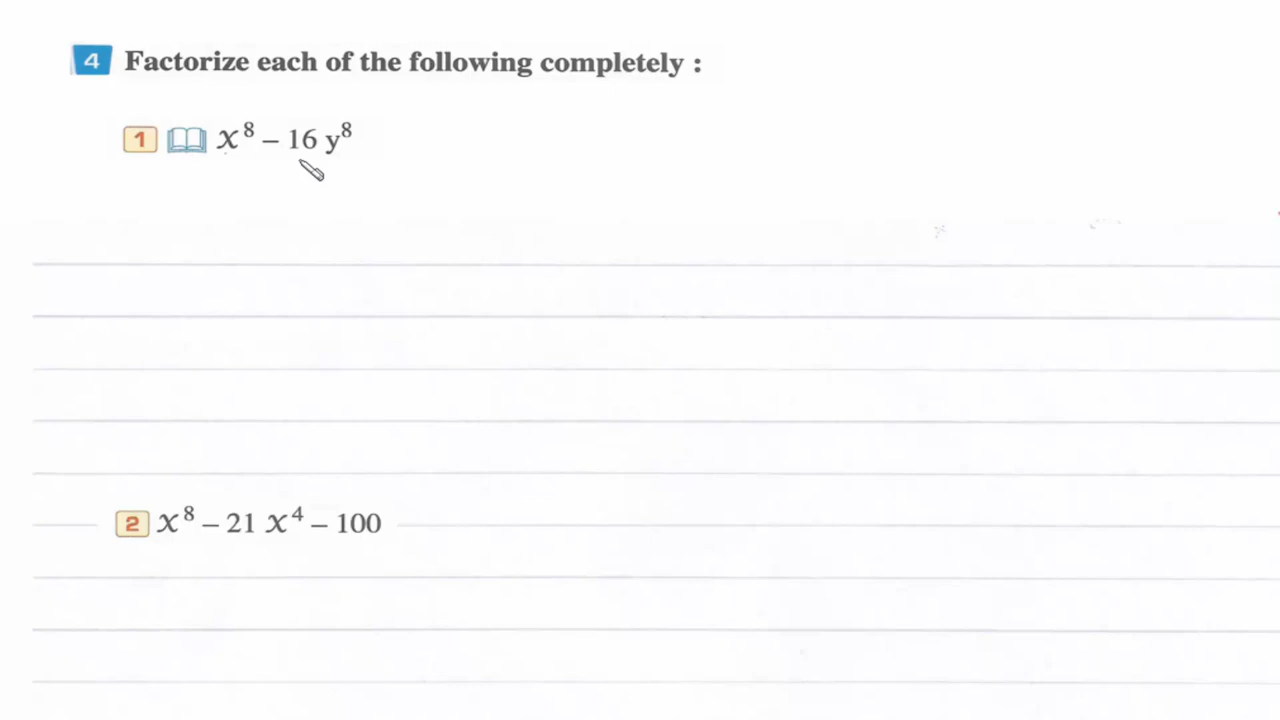 4 Factorize each of the following completely :
1 x⁸ – 16 y⁸
2 x⁸ – 21 x⁴ – 100